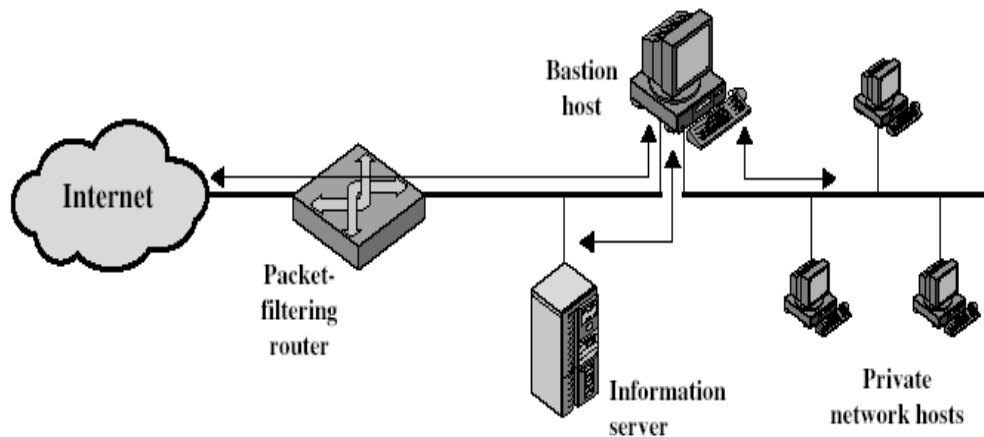 Bastion
host
Internet
Packet-
filtering
router
Information
server
Private
network hosts